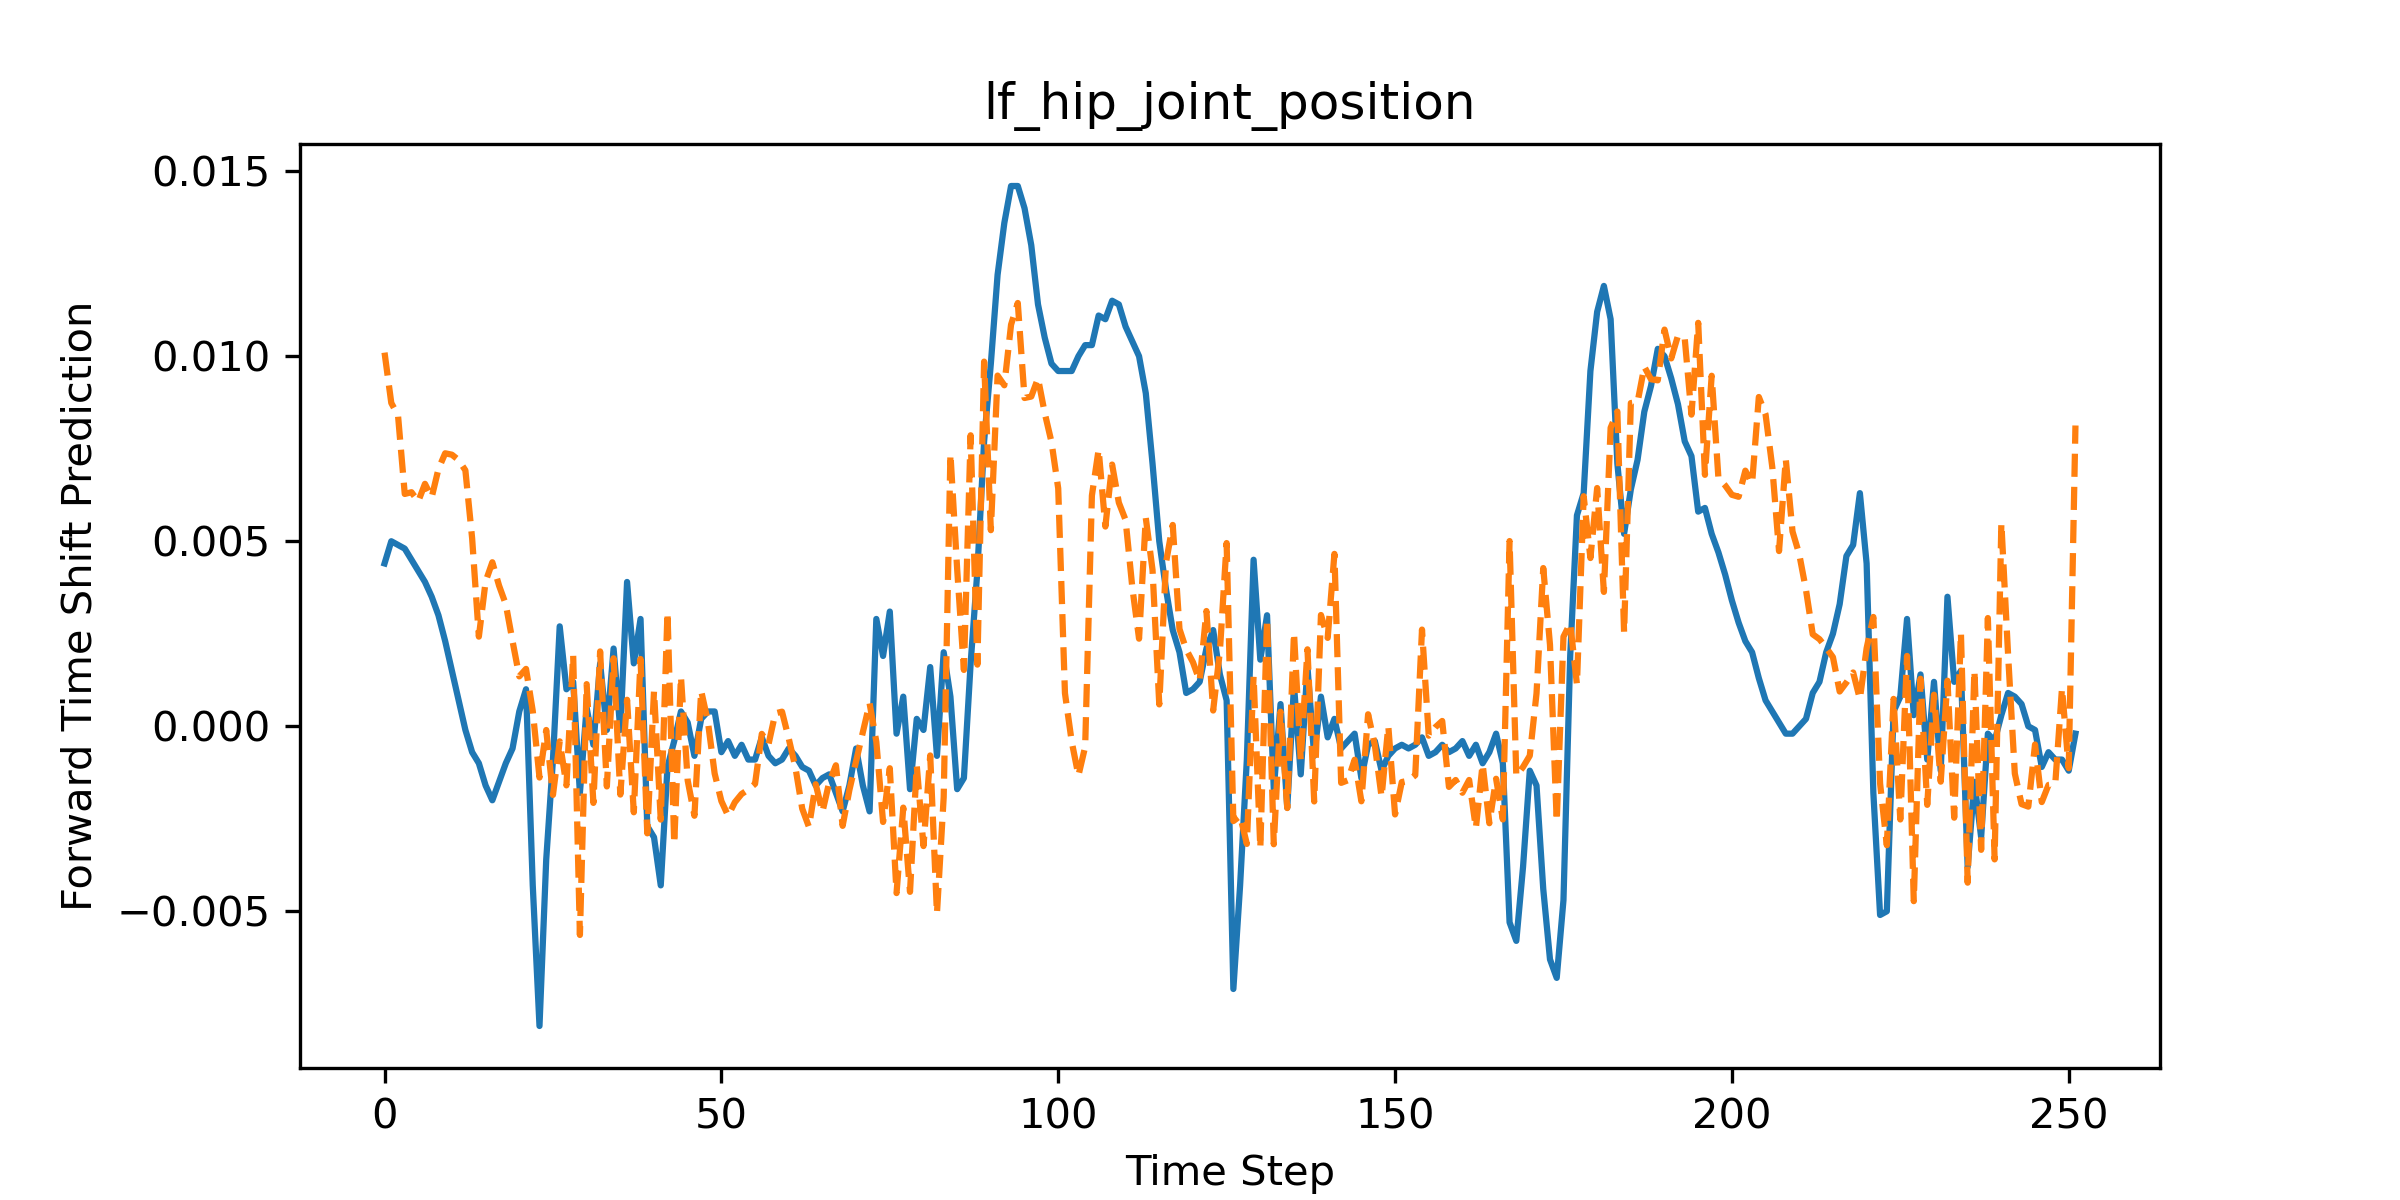 lf_hip_joint_position
Forward Time Shift Prediction
0.015
0.010
0.005
0.000
−0.005
0 50 100 150 200 250
Time Step